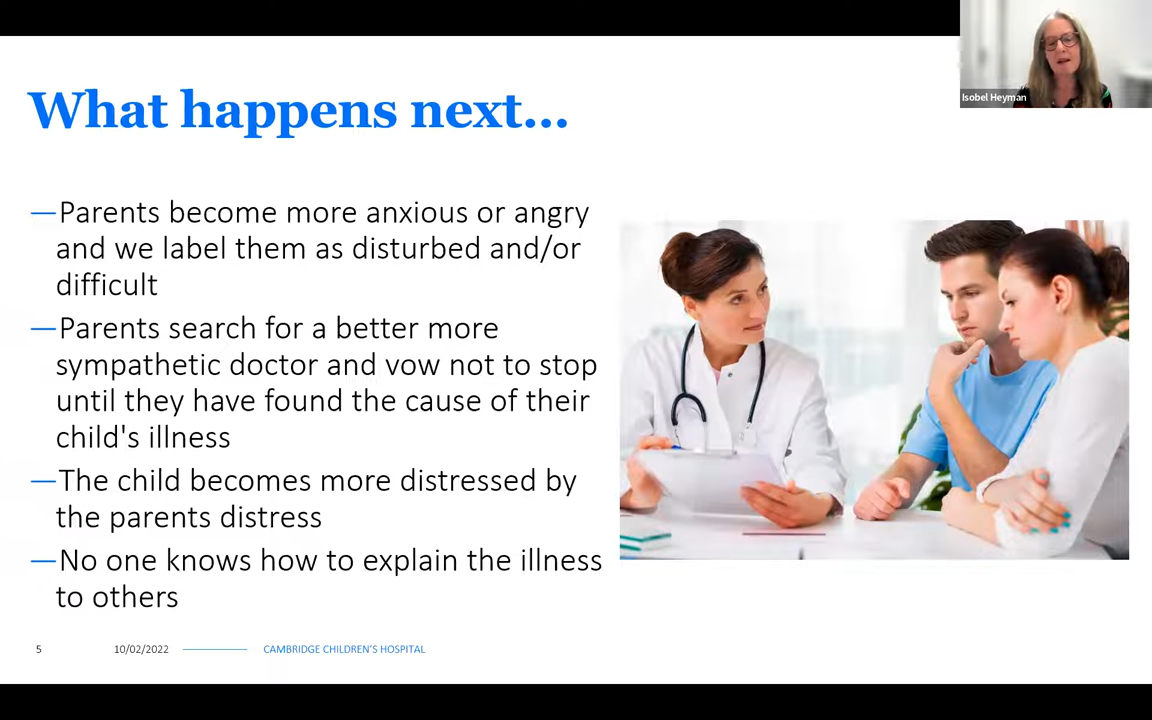 Isobel Heyman
What happens next...
—Parents become more anxious or angry
and we label them as disturbed and/or
difficult
—Parents search for a better more
sympathetic doctor and vow not to stop
until they have found the cause of their
child's illness
—The child becomes more distressed by
the parents distress
—No one knows how to explain the illness
to others
5
10/02/2022
CAMBRIDGE CHILDREN'S HOSPITAL